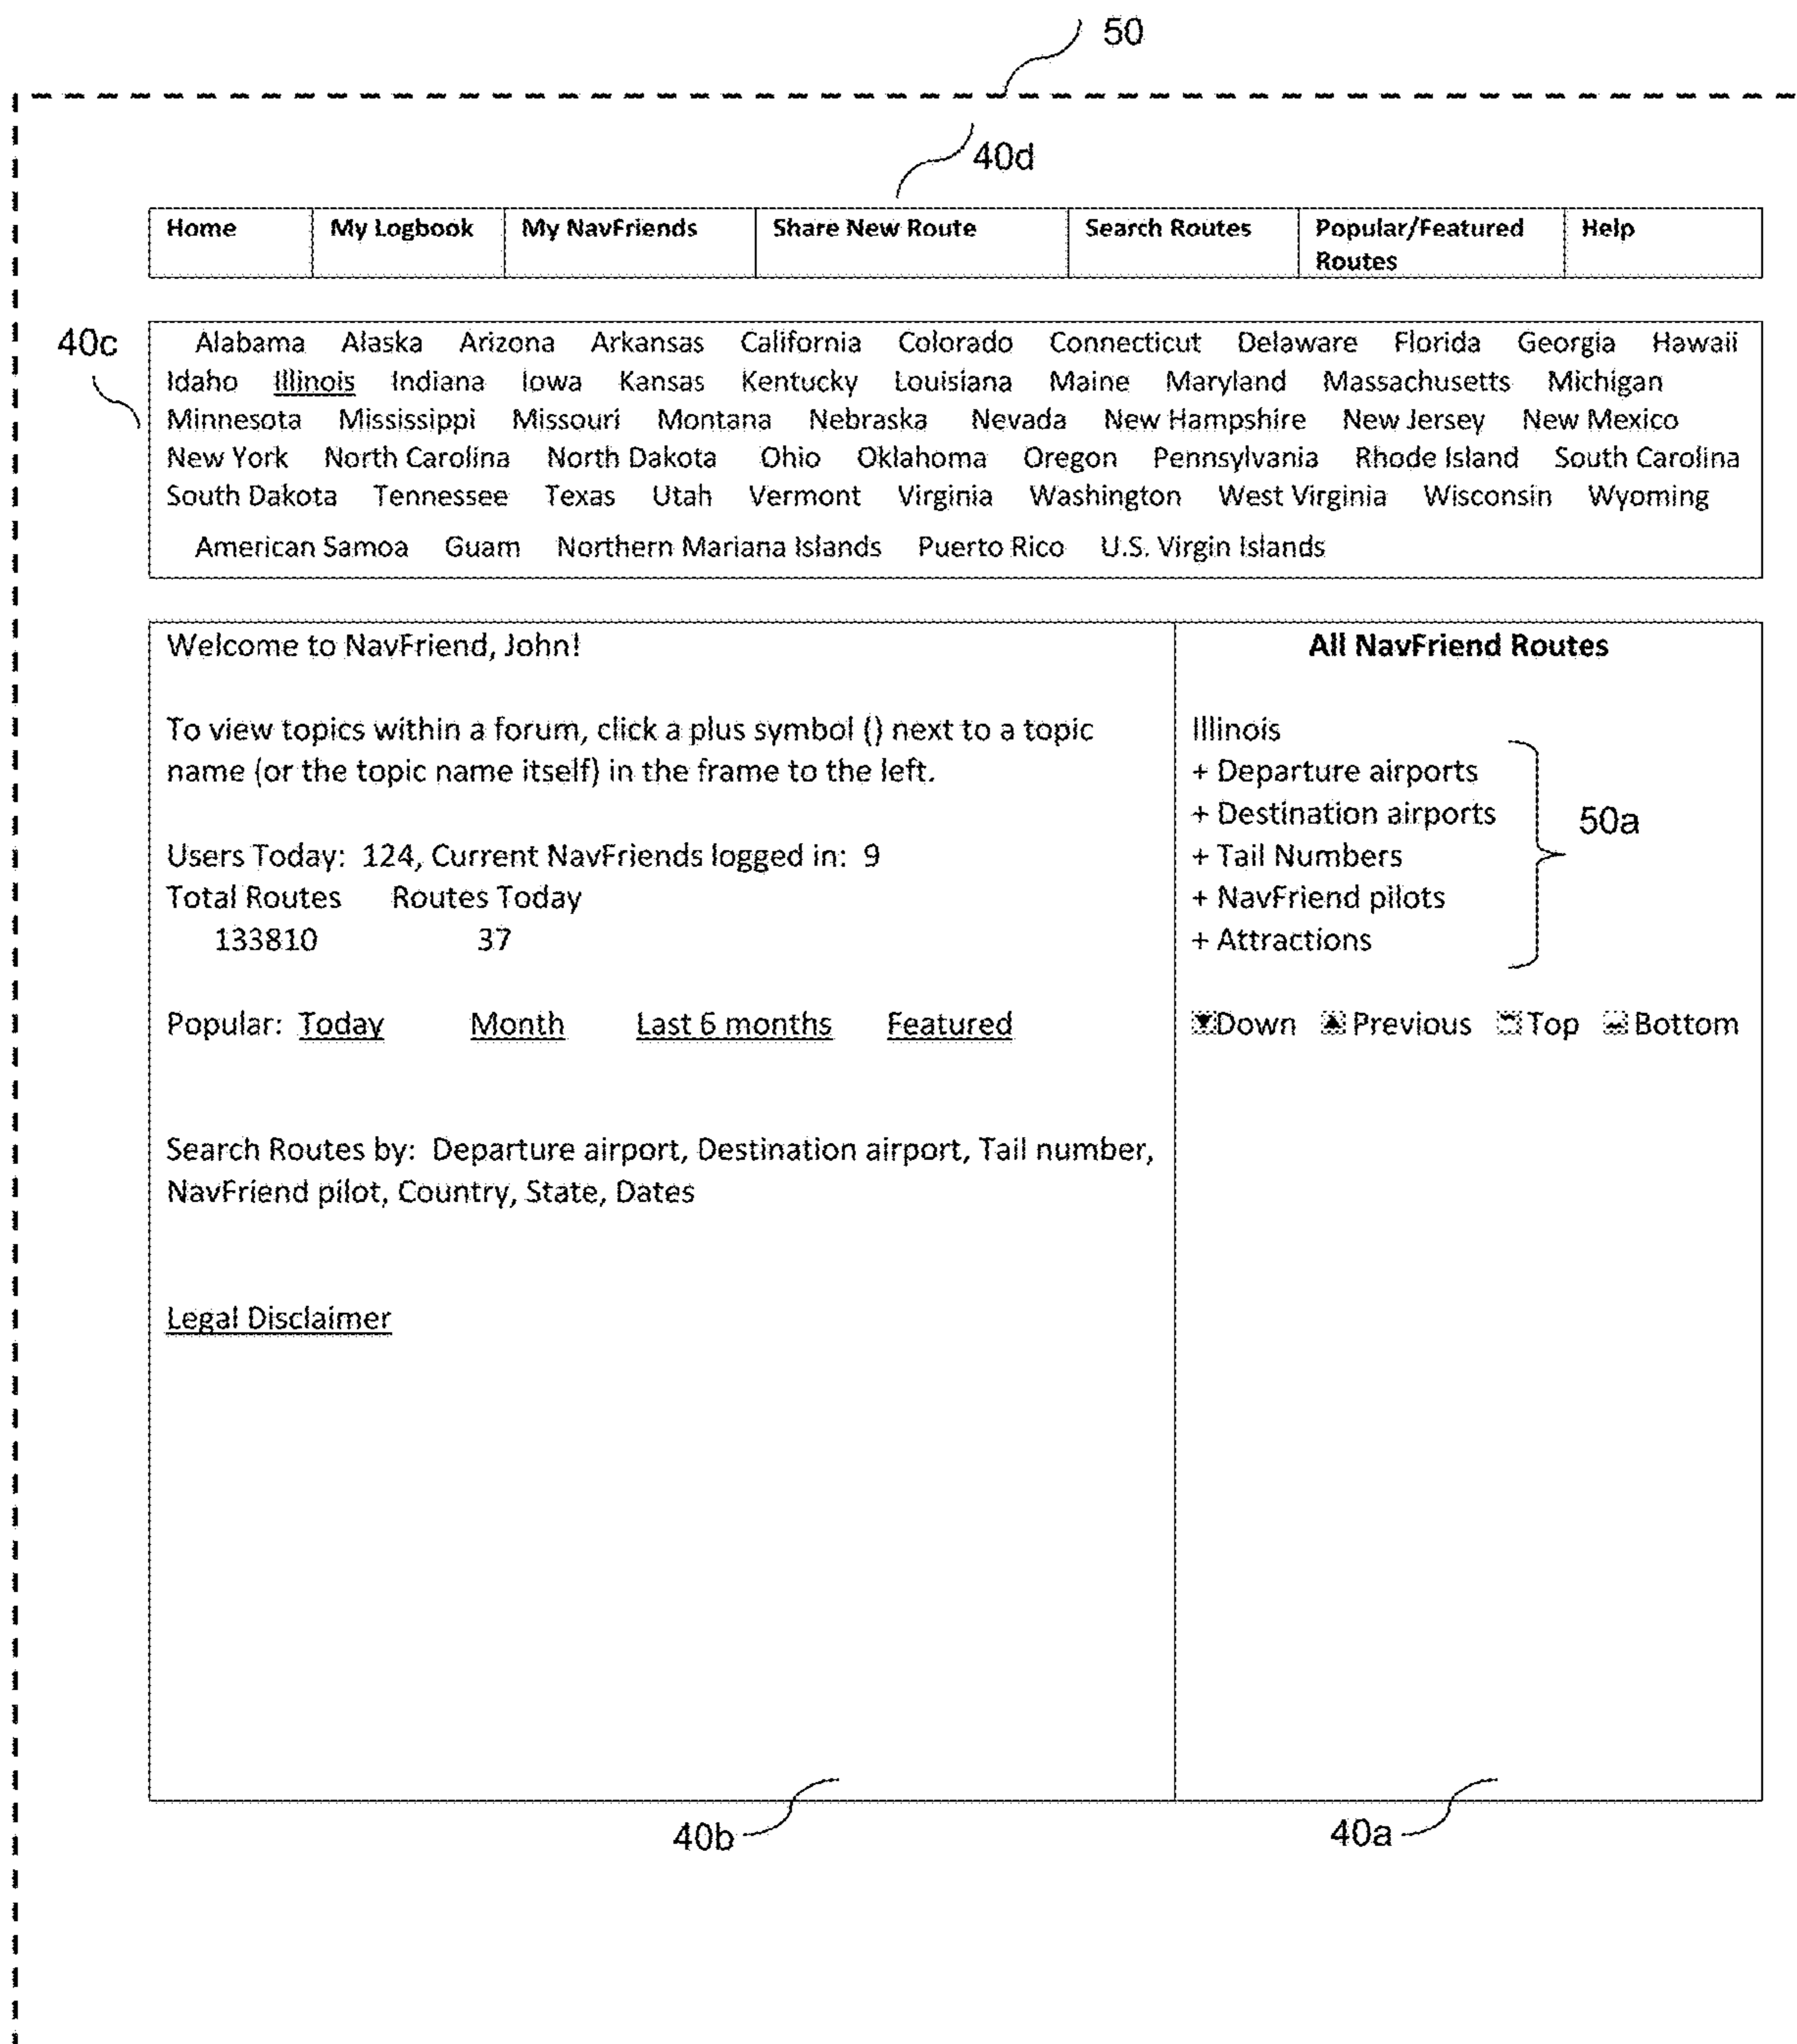 50
40d
Home My Logbook My NavFriends Share New Route Search Routes Popular/Featured Routes Help
40c
Alabama Alaska Arizona Arkansas California Colorado Connecticut Delaware Florida Georgia Hawaii
Idaho Illinois Indiana Iowa Kansas Kentucky Louisiana Maine Maryland Massachusetts Michigan
Minnesota Mississippi Missouri Montana Nebraska Nevada New Hampshire New Jersey New Mexico
New York North Carolina North Dakota Ohio Oklahoma Oregon Pennsylvania Rhode Island South Carolina
South Dakota Tennessee Texas Utah Vermont Virginia Washington West Virginia Wisconsin Wyoming
American Samoa Guam Northern Mariana Islands Puerto Rico U.S. Virgin Islands
Welcome to NavFriend, John!
To view topics within a forum, click a plus symbol () next to a topic
name (or the topic name itself) in the frame to the left.
Users Today: 124, Current NavFriends logged in: 9
Total Routes Routes Today
133810 37
Popular: Today Month Last 6 months Featured
Search Routes by: Departure airport, Destination airport, Tail number,
NavFriend pilot, Country, State, Dates
Legal Disclaimer
All NavFriend Routes
Illinois
+ Departure airports
+ Destination airports
+ Tail Numbers
+ NavFriend pilots
+ Attractions
50a
Down Previous Top Bottom
40b
40a